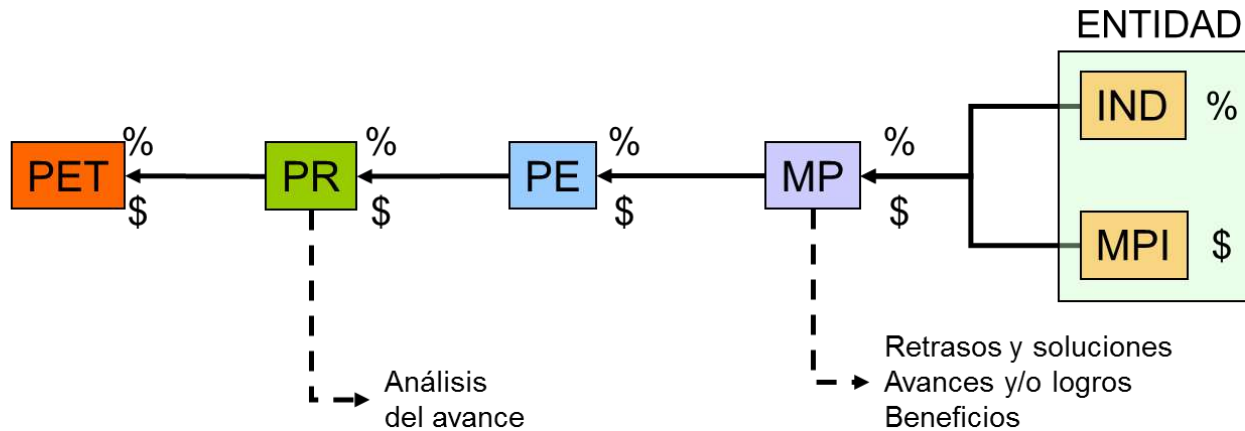 ENTIDAD
IND %
% % % %
PET PR PE MP
$ $ $ $
MPI $
Análisis
del avance
Retrasos y soluciones
Avances y/o logros
Beneficios